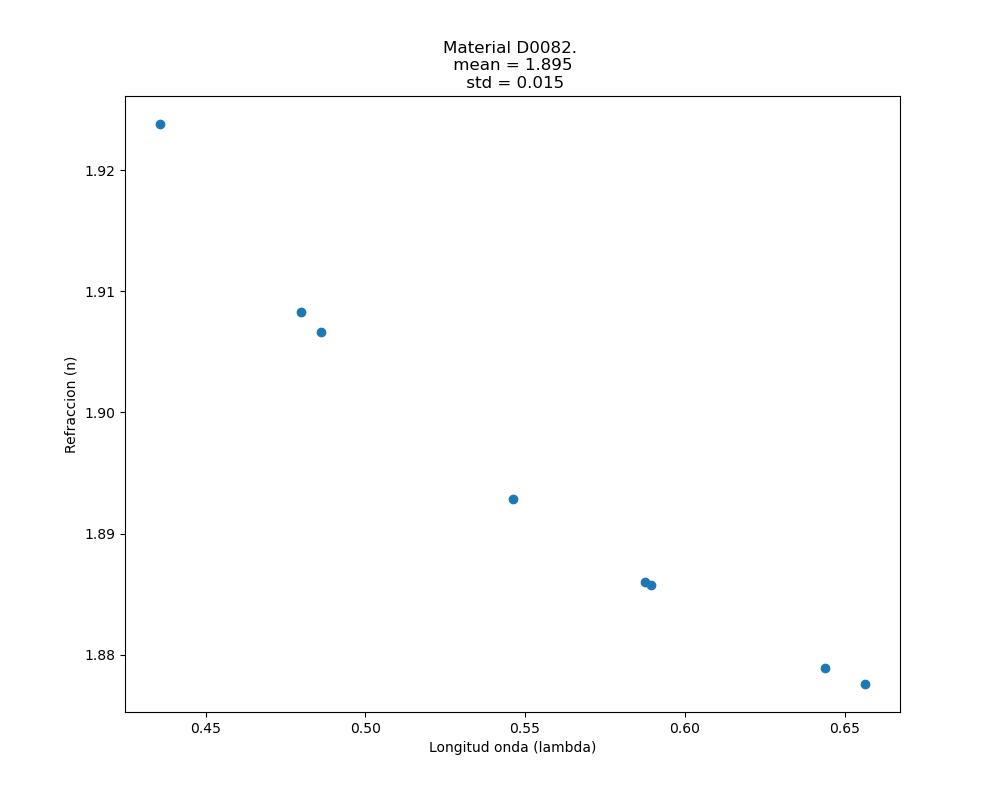 Material D0082.
mean = 1.895
std = 0.015
1.92
1.91
1.90
1.89
1.88
Refraccion (n)
0.45 0.50 0.55 0.60 0.65
Longitud onda (lambda)